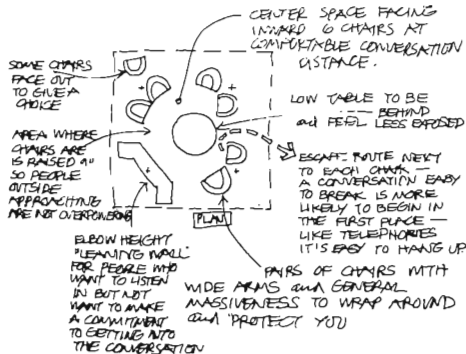 CENTER SPACE FACING
INWARD 6 CHAIRS AT
COMFORTABLE CONVERSATION
DISTANCE.
SOME CHAIRS
FACE OUT
TO GIVE A
CHOICE
LOW TABLE TO BE
BEHIND
and FEEL LESS EXPOSED
AREA WHERE
CHAIRS ARE
IS RAISED 9"
SO PEOPLE
OUTSIDE
APPROACHING
ARE NOT OVERPOWERING
ESCAPE ROUTE NEXT
TO EACH CHAIR —
A CONVERSATION EASY
TO BREAK IS MORE
LIKELY TO BEGIN IN
THE FIRST PLACE —
LIKE TELEPHONES
IT'S EASY TO HANG UP
PLAN
ELBOW HEIGHT
"LEANING WALL"
FOR PEOPLE WHO
WANT TO LISTEN
IN BUT NOT
WANT TO MAKE
A COMMITMENT
TO GETTING INTO
THE CONVERSATION
PAIRS OF CHAIRS WITH
WIDE ARMS and GENERAL
MASSIVENESS TO WRAP AROUND
and "PROTECT YOU